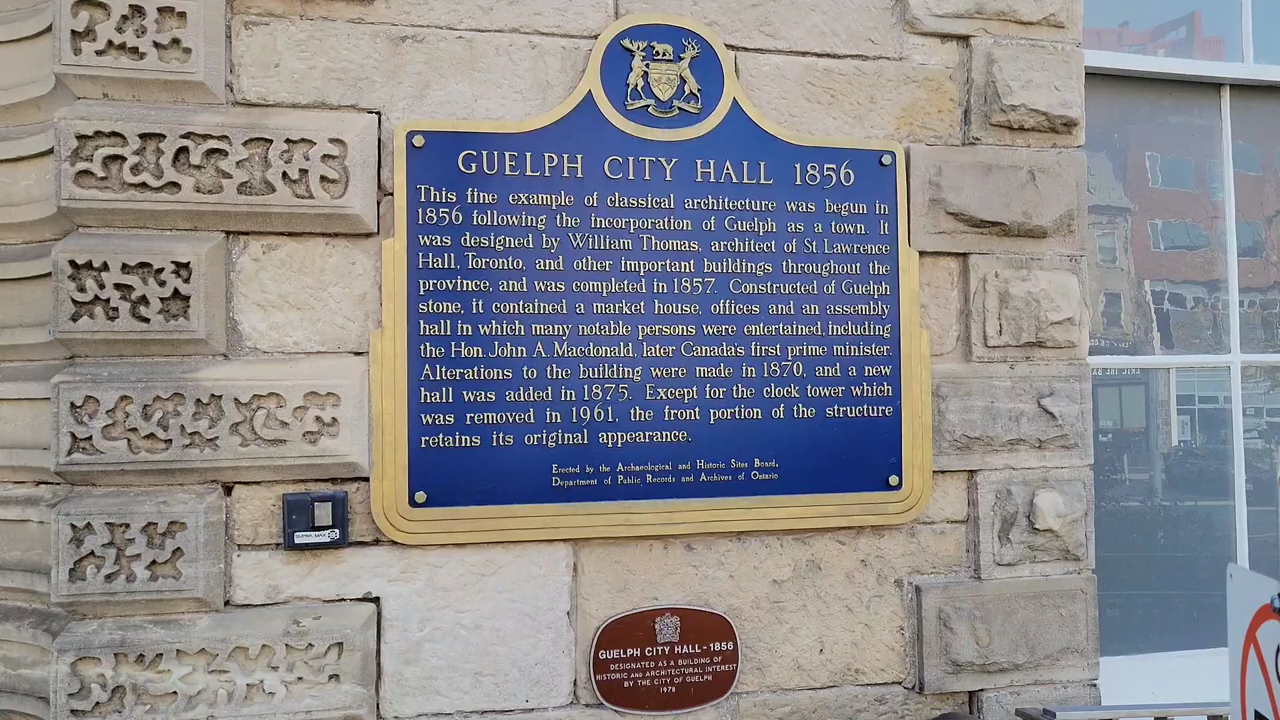 GUELPH CITY HALL 1856
This fine example of classical architecture was begun in
1856 following the incorporation of Guelph as a town. It
was designed by William Thomas, architect of St. Lawrence
Hall, Toronto, and other important buildings throughout the
province, and was completed in 1857. Constructed of Guelph
stone, it contained a market house, offices and an assembly
hall in which many notable persons were entertained, including
the Hon. John A. Macdonald, later Canada's first prime minister.
Alterations to the building were made in 1870, and a new
hall was added in 1875. Except for the clock tower which
was removed in 1961, the front portion of the structure
retains its original appearance.
Erected by the Archaeological and Historic Sites Board,
Department of Public Records and Archives of Ontario
SUPRA MAX
GUELPH CITY HALL - 1856
DESIGNATED AS A BUILDING OF
HISTORIC AND ARCHITECTURAL INTEREST
BY THE CITY OF GUELPH
1978